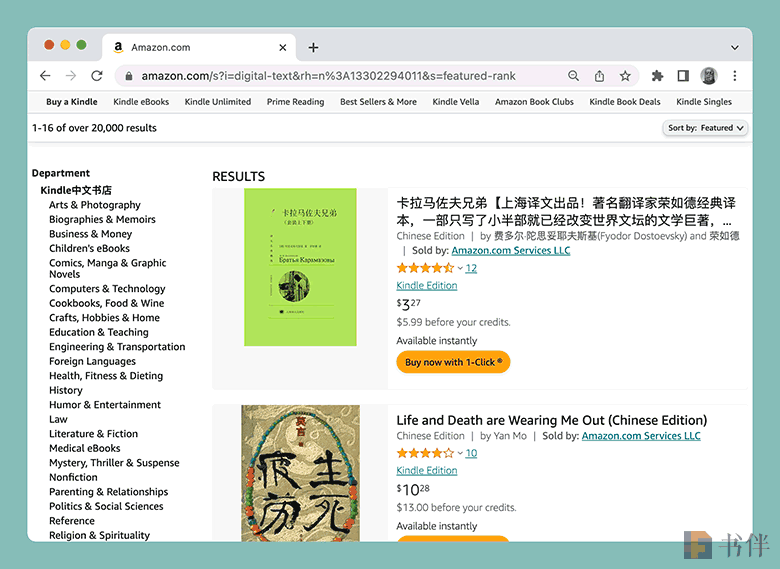 Amazon.com
amazon.com/s?i=digital-text&rh=n%3A13302294011&s=featured-rank
Buy a Kindle Kindle eBooks Kindle Unlimited Prime Reading Best Sellers & More Kindle Vella Amazon Book Clubs Kindle Book Deals Kindle Singles
1-16 of over 20,000 results
Sort by: Featured
Department
Kindle中文书店
Arts & Photography
Biographies & Memoirs
Business & Money
Children's eBooks
Comics, Manga & Graphic
Novels
Computers & Technology
Cookbooks, Food & Wine
Crafts, Hobbies & Home
Education & Teaching
Engineering & Transportation
Foreign Languages
Health, Fitness & Dieting
History
Humor & Entertainment
Law
Literature & Fiction
Medical eBooks
Mystery, Thriller & Suspense
Nonfiction
Parenting & Relationships
Politics & Social Sciences
Reference
Religion & Spirituality
RESULTS
卡拉马佐夫兄弟
（套装上下册）
Братья Карамазовы
卡拉马佐夫兄弟【上海译文出品！著名翻译家荣如德经典译
本，一部只写了小半部就已经改变世界文坛的文学巨著，...
Chinese Edition | by 费多尔·陀思妥耶夫斯基(Fyodor Dostoevsky) and 荣如德
| Sold by: Amazon.com Services LLC
12
Kindle Edition
$327
$5.99 before your credits.
Available instantly
Buy now with 1-Click ®
莫言
生死
疲劳
Life and Death are Wearing Me Out (Chinese Edition)
Chinese Edition | by Yan Mo | Sold by: Amazon.com Services LLC
10
Kindle Edition
$1028
$13.00 before your credits.
Available instantly
书伴